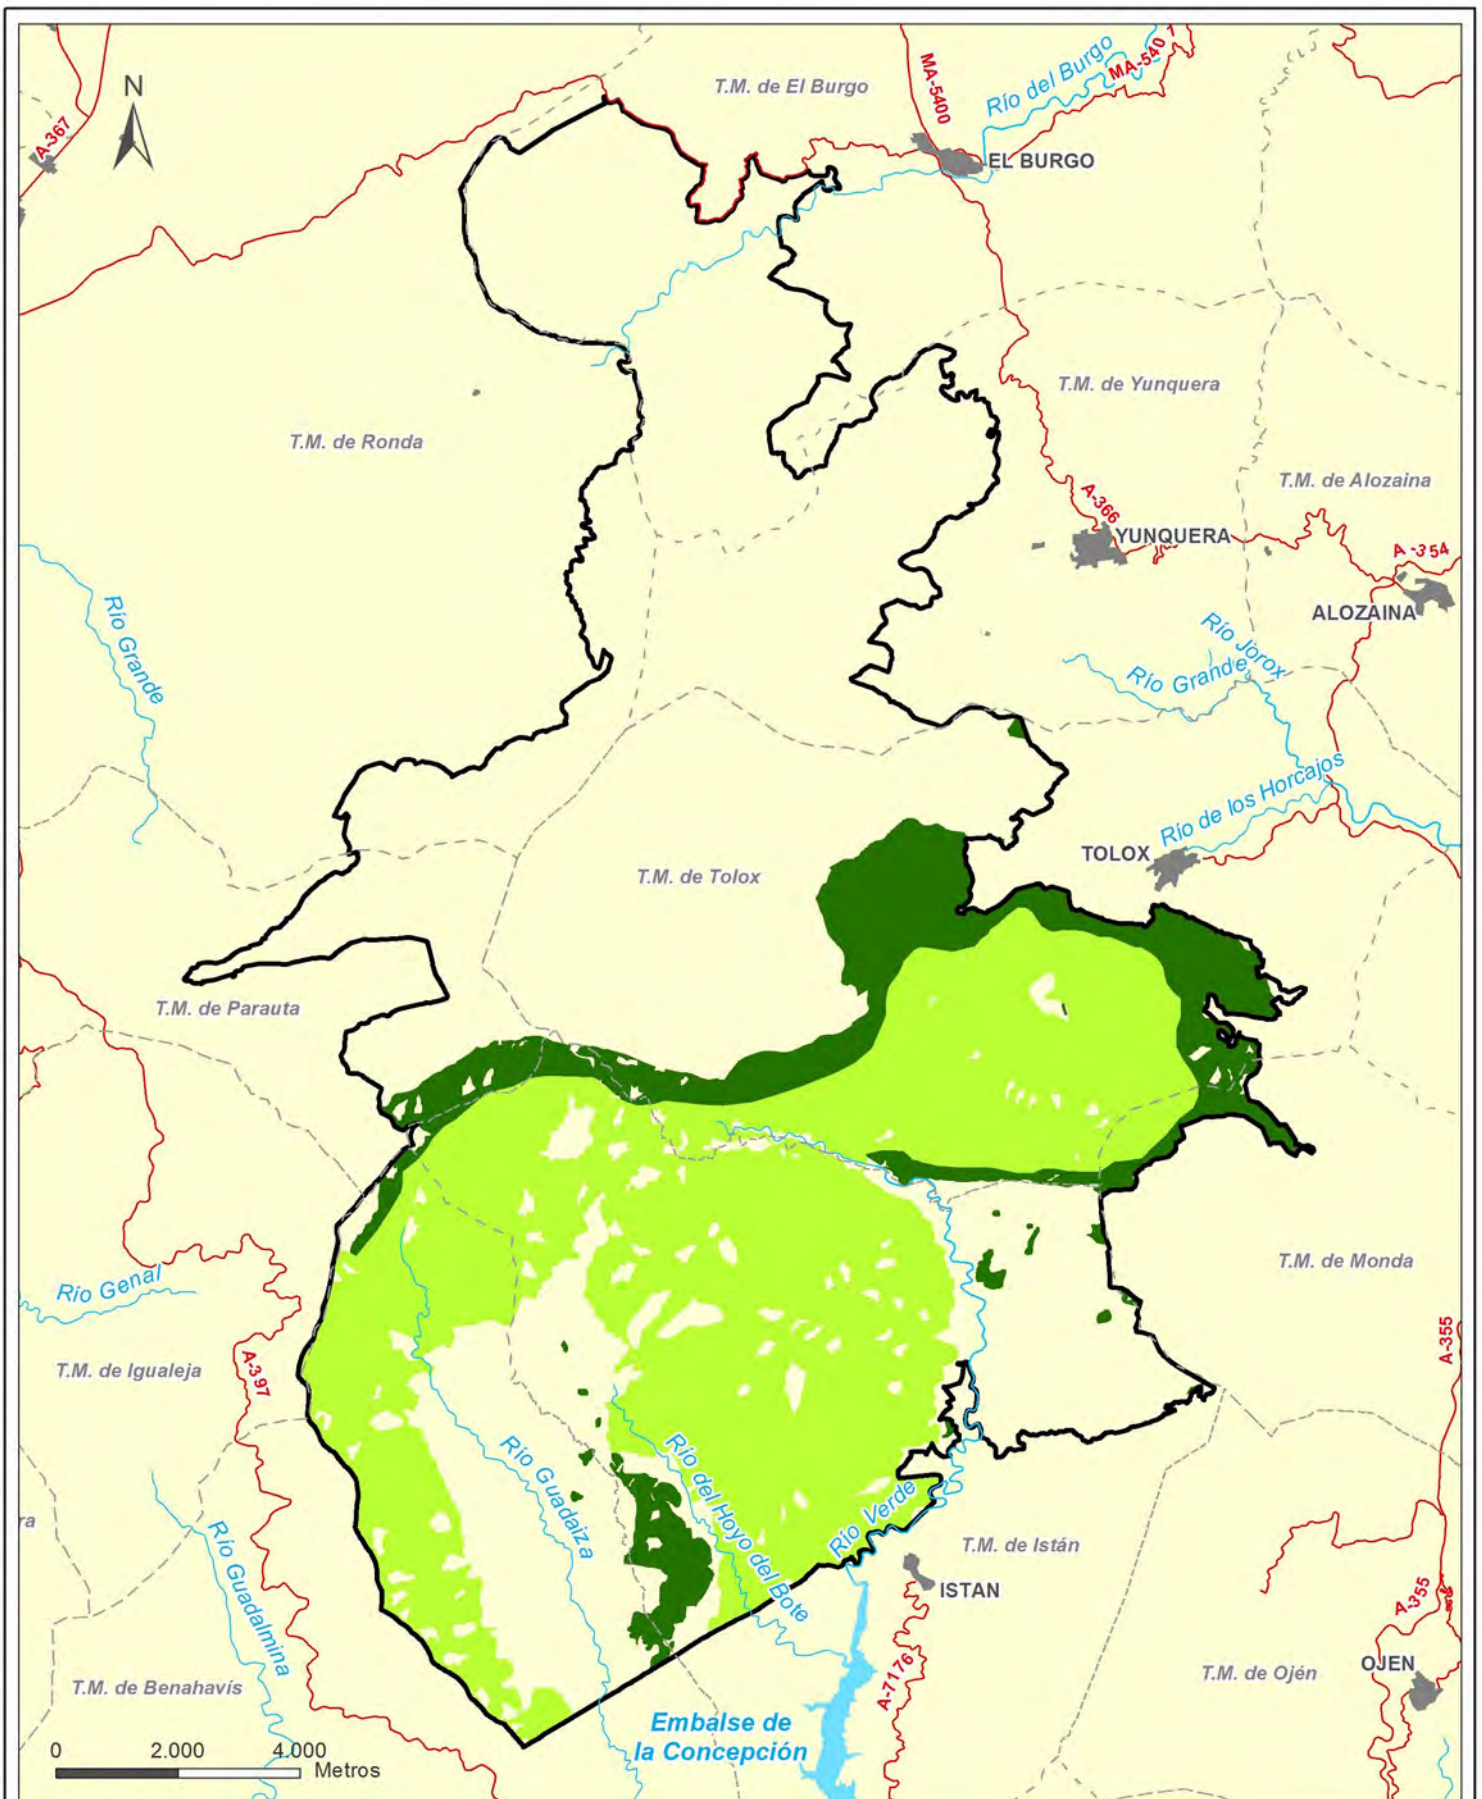 N
T.M. de El Burgo
MA-5400
Río del Burgo
MA-540
A-367
EL BURGO
T.M. de Yunquera
T.M. de Ronda
T.M. de Alozaina
A-366
YUNQUERA
A-354
ALOZAINA
Río Grande
Río Jorox
Río Grande
Río de los Horcajos
TOLOX
T.M. de Tolox
T.M. de Parauta
T.M. de Monda
Río Genal
T.M. de Igualeja
A-397
A-355
Río Guadaiza
Río del Hoyo del Bote
Río Verde
ra
Río Guadalmina
T.M. de Istán
ISTAN
A-355
OJEN
T.M. de Ojén
T.M. de Benahavís
A-7176
Embalse de
la Concepción
0 2.000 4.000
Metros